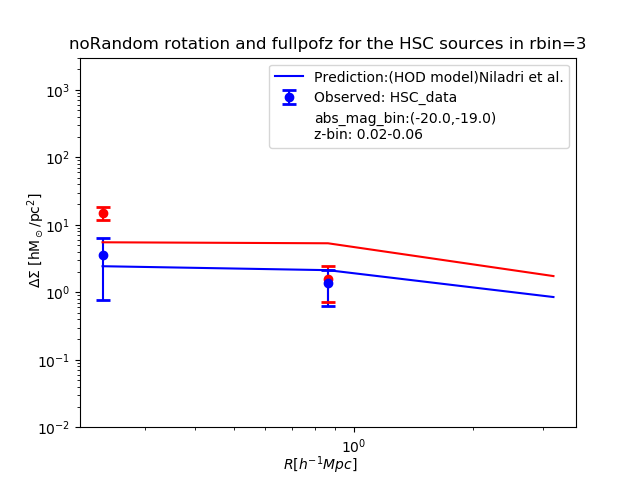 noRandom rotation and fullpofz for the HSC sources in rbin=3
Prediction:(HOD model)Niladri et al.
Observed: HSC_data
abs_mag_bin:(-20.0,-19.0)
z-bin: 0.02-0.06
ΔΣ [hM⊙/pc²]
10³
10²
10¹
10⁰
10⁻¹
10⁻²
10⁰
R[h⁻¹Mpc]